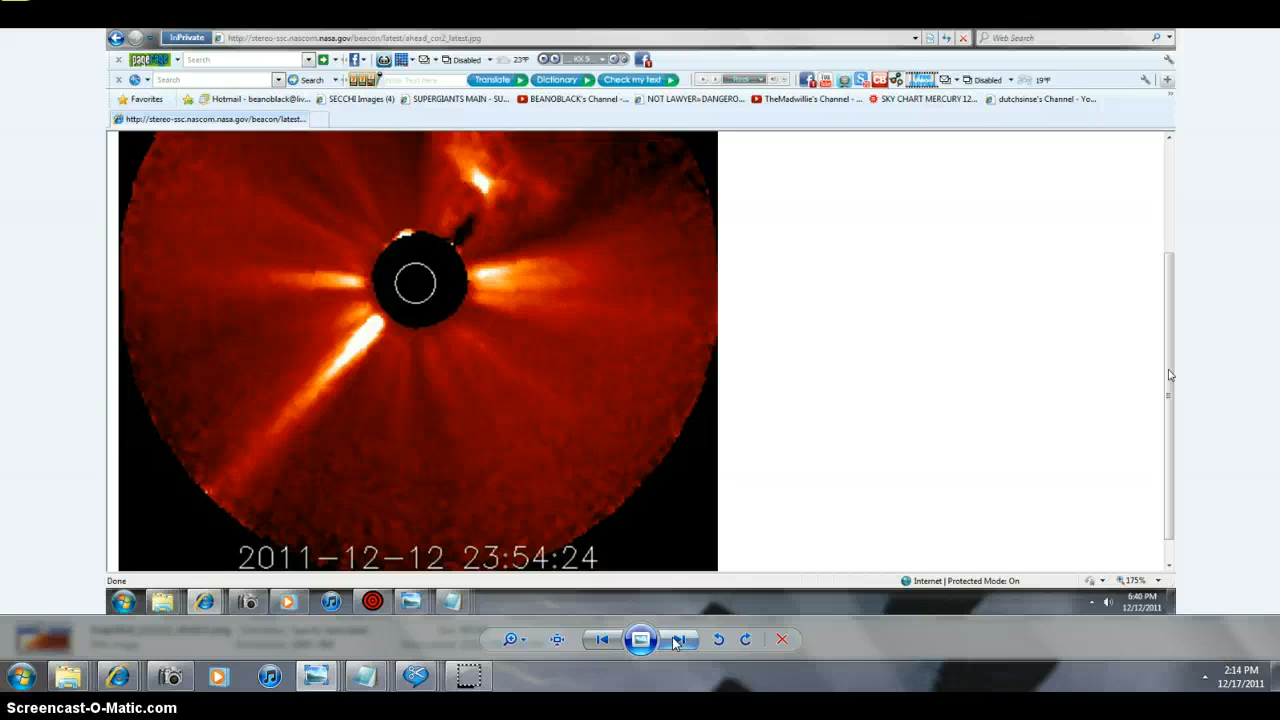 InPrivate http://stereo-ssc.nascom.nasa.gov/beacon/latest/ahead_cor2_latest.jpg Web Search
pagerage Search Disabled 23°F
Search Search Translate Dictionary Check my text Rock Disabled 19°F
Favorites Hotmail - beanoblack@liv... SECCHI Images (4) SUPERGIANTS MAIN - SU... BEANOBLACK's Channel -... NOT LAWYER=DANGERO... TheMadwillie's Channel - ... SKY CHART MERCURY 12... dutchsinse's Channel - Yo...
http://stereo-ssc.nascom.nasa.gov/beacon/latest...
2011-12-12 23:54:24
Done Internet | Protected Mode: On 175%
6:40 PM
12/12/2011
2:14 PM
12/17/2011
Screencast-O-Matic.com